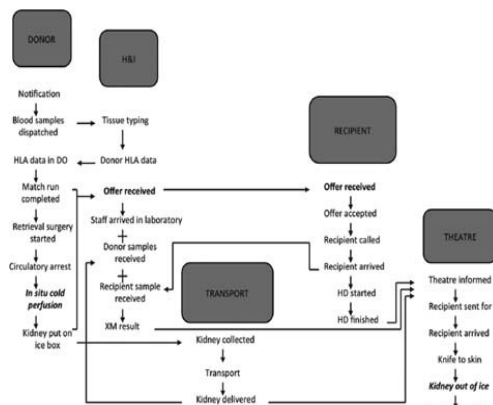 DONOR
Notification
Blood samples
dispatched
HLA data in DO
Match run
completed
Retrieval surgery
started
Circulatory arrest
In situ cold
perfusion
Kidney put on
ice box
H&I
Tissue typing
Donor HLA data
Offer received
Staff arrived in laboratory
+
Donor samples
received
+
Recipient sample
received
XM result
TRANSPORT
Kidney collected
Transport
Kidney delivered
RECIPIENT
Offer received
Offer accepted
Recipient called
Recipient arrived
HD started
HD finished
THEATRE
Theatre informed
Recipient sent for
Recipient arrived
Knife to skin
Kidney out of ice